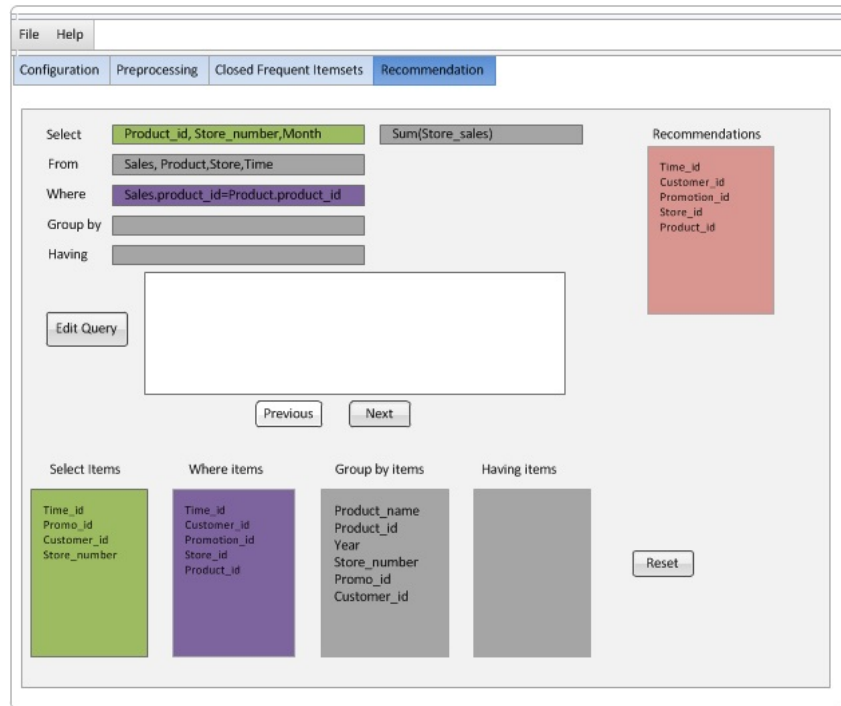 File Help
Configuration Preprocessing Closed Frequent Itemsets Recommendation
Select Product_id, Store_number,Month Sum(Store_sales)
From Sales, Product,Store,Time
Where Sales.product_id=Product.product_id
Group by
Having
Recommendations
Time_id
Customer_id
Promotion_id
Store_id
Product_id
Edit Query
Previous Next
Select Items
Time_id
Promo_id
Customer_id
Store_number
Where items
Time_id
Customer_id
Promotion_id
Store_id
Product_id
Group by items
Product_name
Product_id
Year
Store_number
Promo_id
Customer_id
Having items
Reset